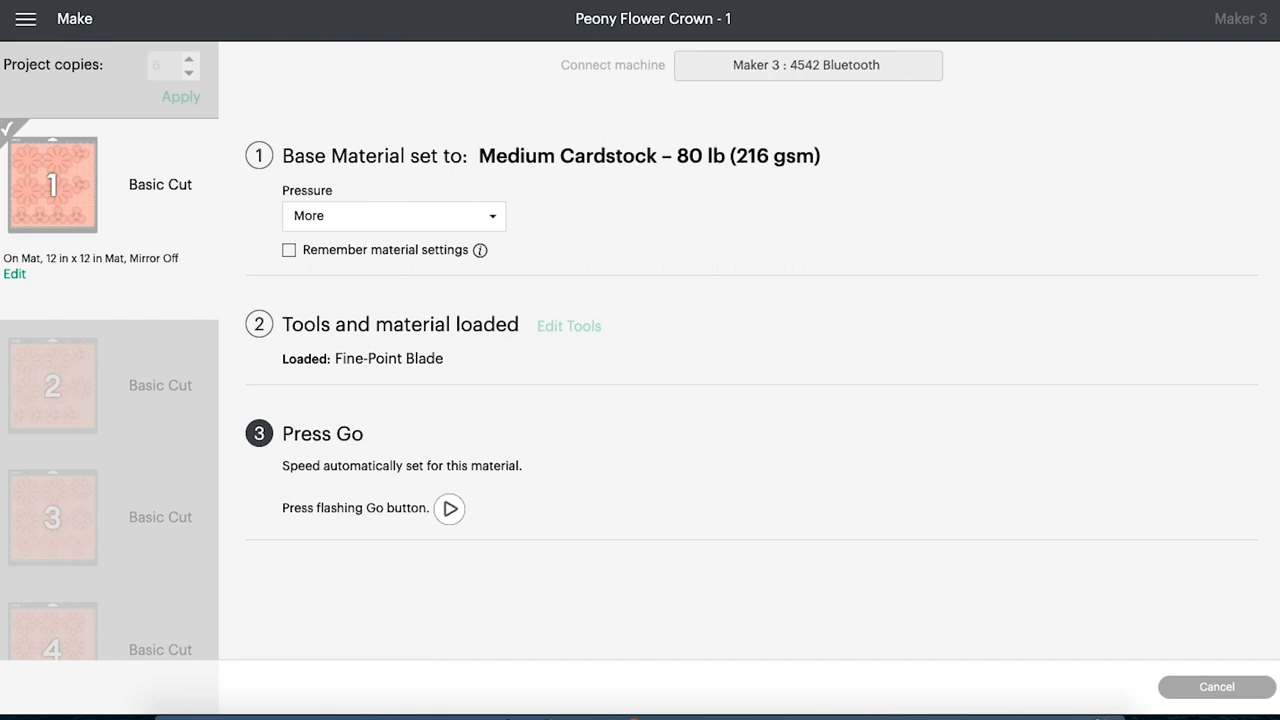 Make
Peony Flower Crown - 1
Maker 3
Project copies:
6
Apply
Connect machine
Maker 3 : 4542 Bluetooth
1
Basic Cut
On Mat, 12 in x 12 in Mat, Mirror Off
Edit
2
Basic Cut
3
Basic Cut
4
Basic Cut
1 Base Material set to: Medium Cardstock – 80 lb (216 gsm)
Pressure
More
Remember material settings
2 Tools and material loaded Edit Tools
Loaded: Fine-Point Blade
3 Press Go
Speed automatically set for this material.
Press flashing Go button.
Cancel